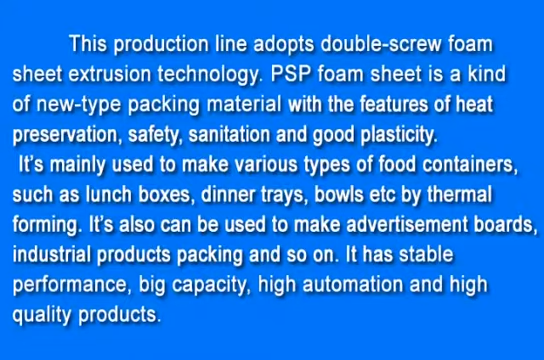 This production line adopts double-screw foam
sheet extrusion technology. PSP foam sheet is a kind
of new-type packing material with the features of heat
preservation, safety, sanitation and good plasticity.
It's mainly used to make various types of food containers,
such as lunch boxes, dinner trays, bowls etc by thermal
forming. It's also can be used to make advertisement boards,
industrial products packing and so on. It has stable
performance, big capacity, high automation and high
quality products.